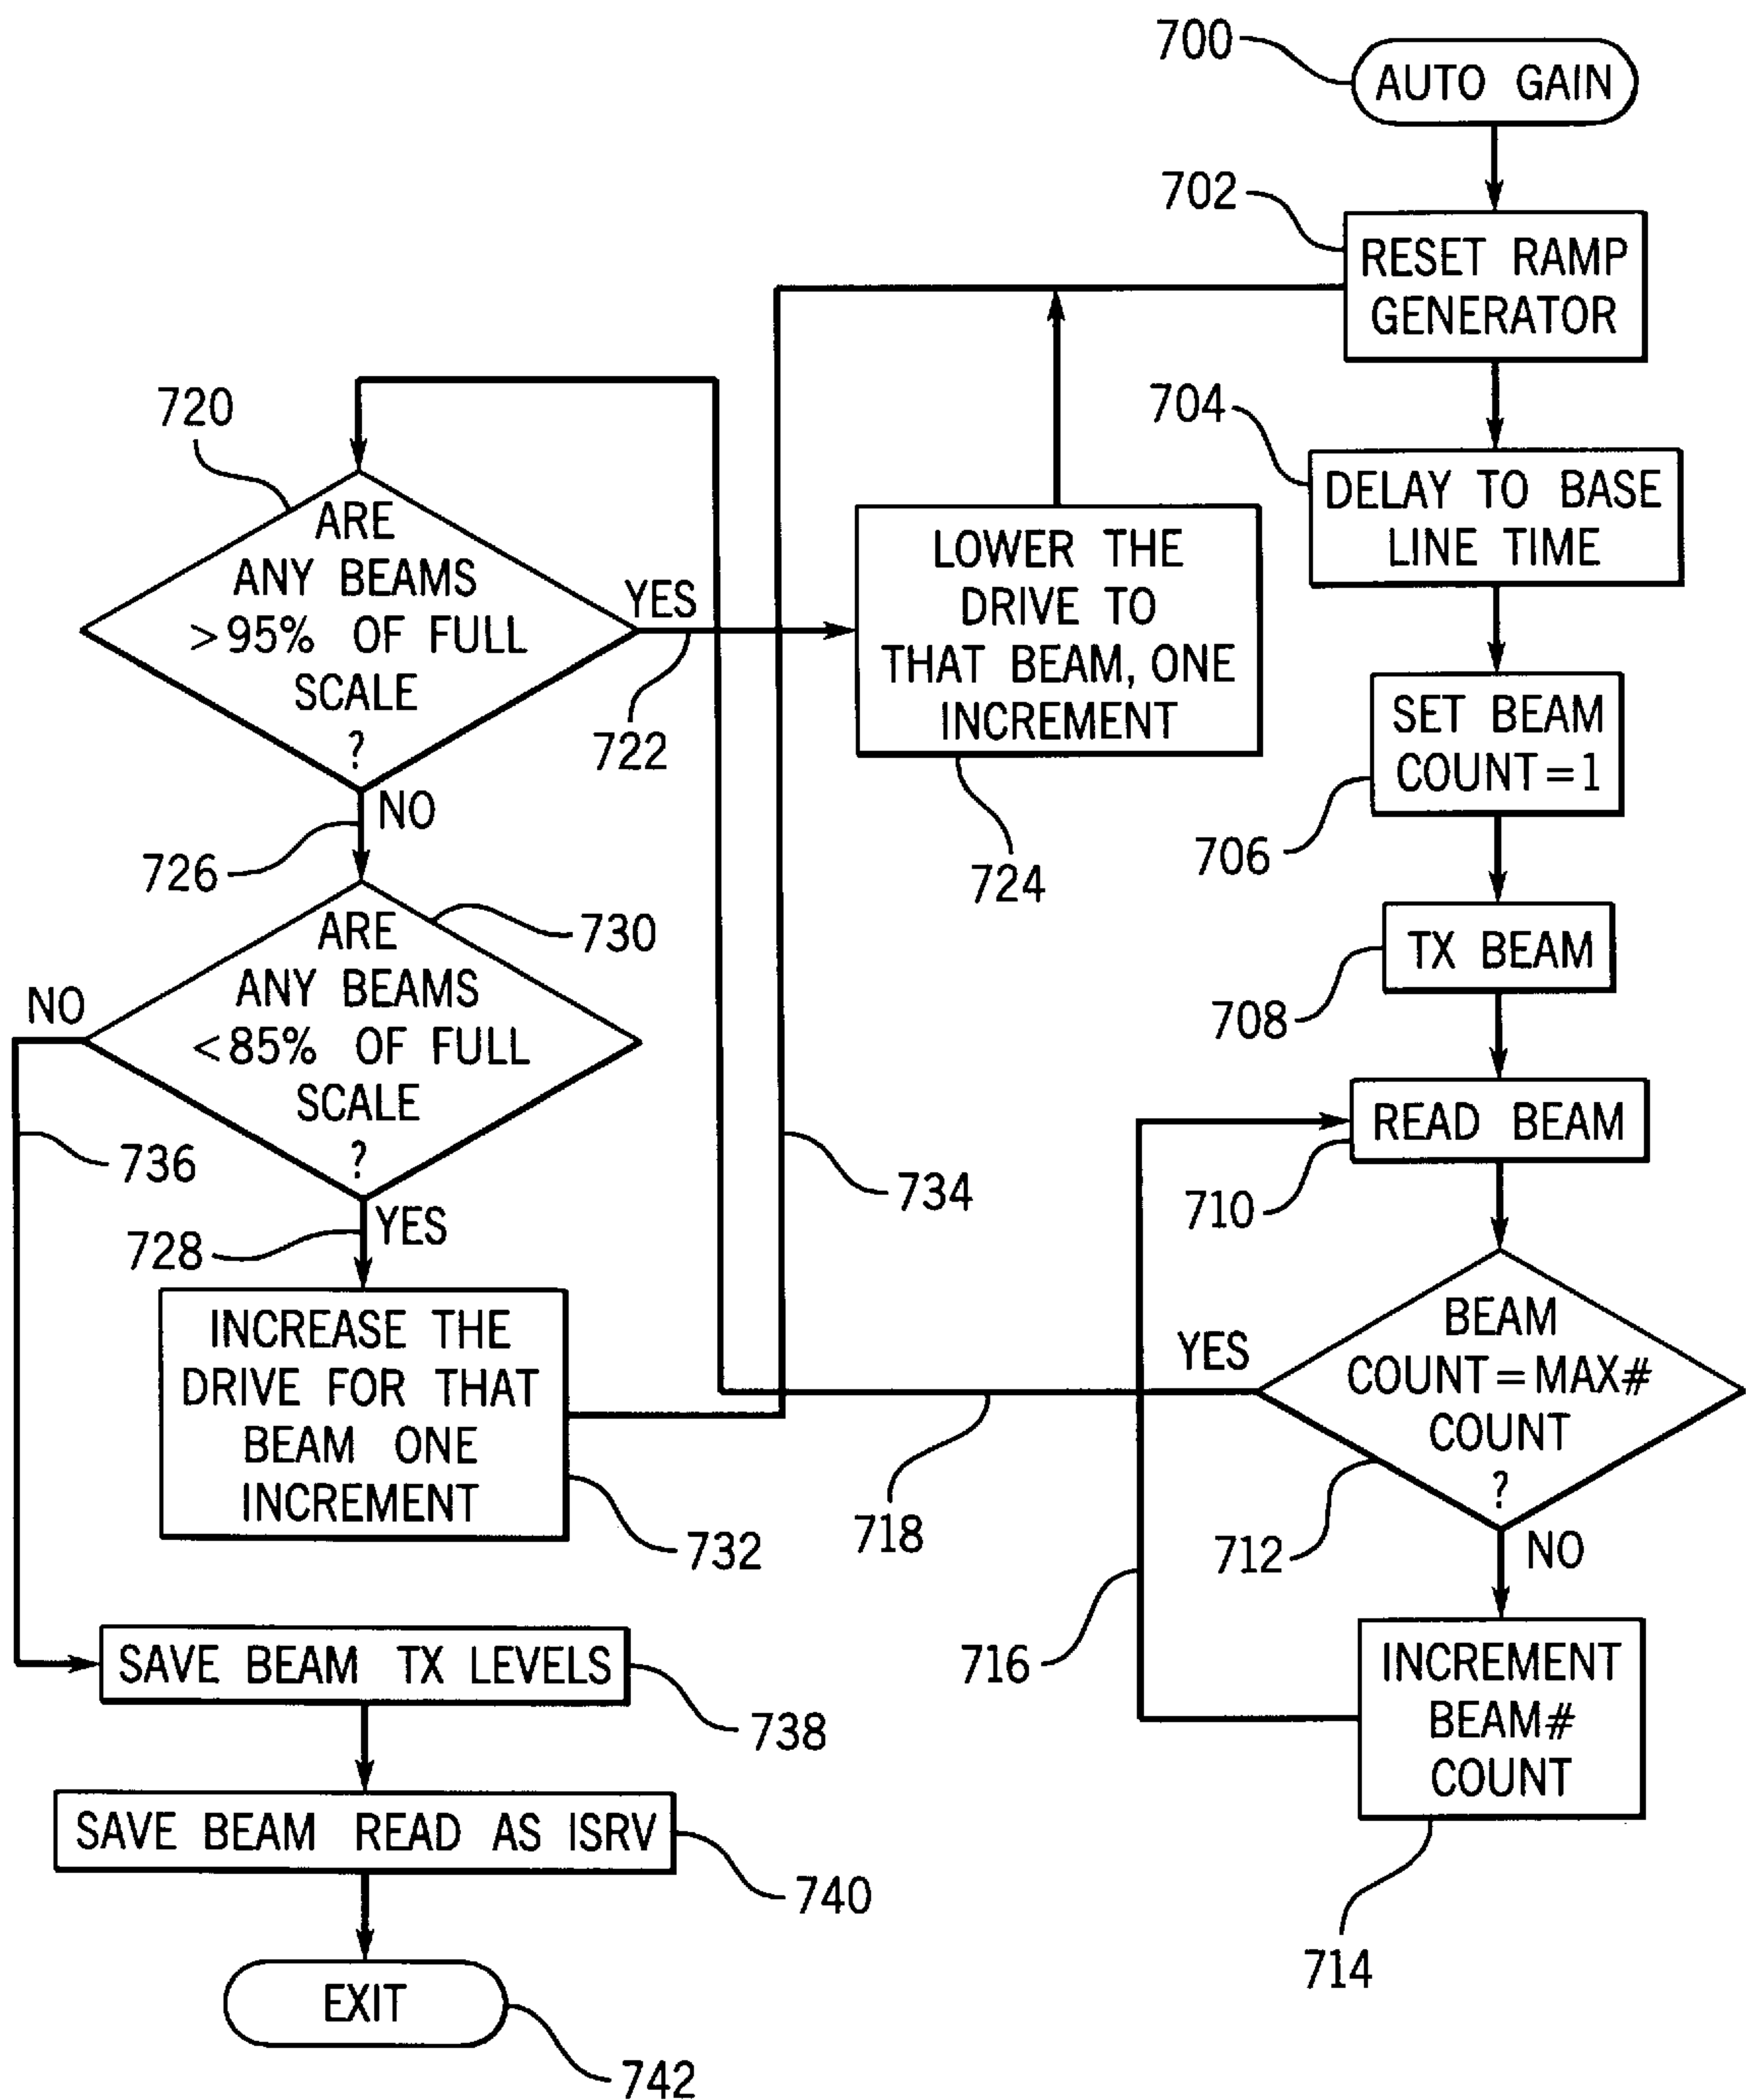 700
AUTO GAIN
702
RESET RAMP
GENERATOR
704
DELAY TO BASE
LINE TIME
706
SET BEAM
COUNT=1
708
TX BEAM
710
READ BEAM
712
BEAM
COUNT=MAX#
COUNT
?
YES
NO
714
INCREMENT
BEAM#
COUNT
716
718
720
ARE
ANY BEAMS
>95% OF FULL
SCALE
?
YES
722
LOWER THE
DRIVE TO
THAT BEAM, ONE
INCREMENT
724
NO
726
730
ARE
ANY BEAMS
<85% OF FULL
SCALE
?
NO
736
YES
728
734
INCREASE THE
DRIVE FOR THAT
BEAM ONE
INCREMENT
732
SAVE BEAM TX LEVELS
738
SAVE BEAM READ AS ISRV
740
EXIT
742